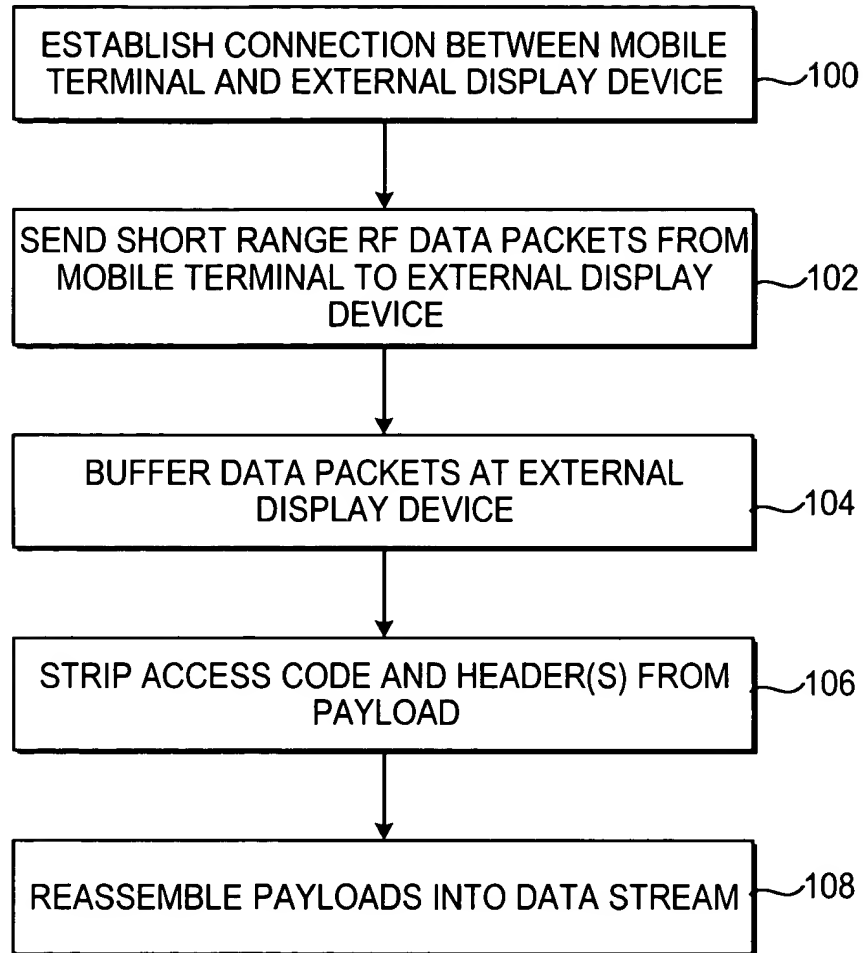 ESTABLISH CONNECTION BETWEEN MOBILE
TERMINAL AND EXTERNAL DISPLAY DEVICE
100
SEND SHORT RANGE RF DATA PACKETS FROM
MOBILE TERMINAL TO EXTERNAL DISPLAY
DEVICE
102
BUFFER DATA PACKETS AT EXTERNAL
DISPLAY DEVICE
104
STRIP ACCESS CODE AND HEADER(S) FROM
PAYLOAD
106
REASSEMBLE PAYLOADS INTO DATA STREAM
108